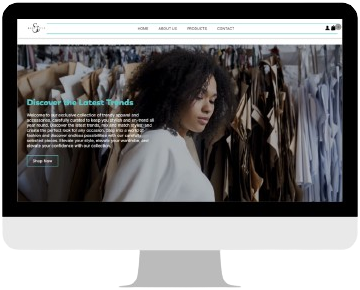 HOME ABOUT US PRODUCTS CONTACT
Discover the Latest Trends
Welcome to our exclusive collection of trendy apparel and
accessories, carefully curated to keep you stylish and on-trend all
year round. Discover the latest trends, mix and match styles, and
create the perfect look for any occasion. Step into a world of
fashion and discover endless possibilities with our carefully
selected pieces. Elevate your style, elevate your wardrobe, and
elevate your confidence with our collection.
Shop Now